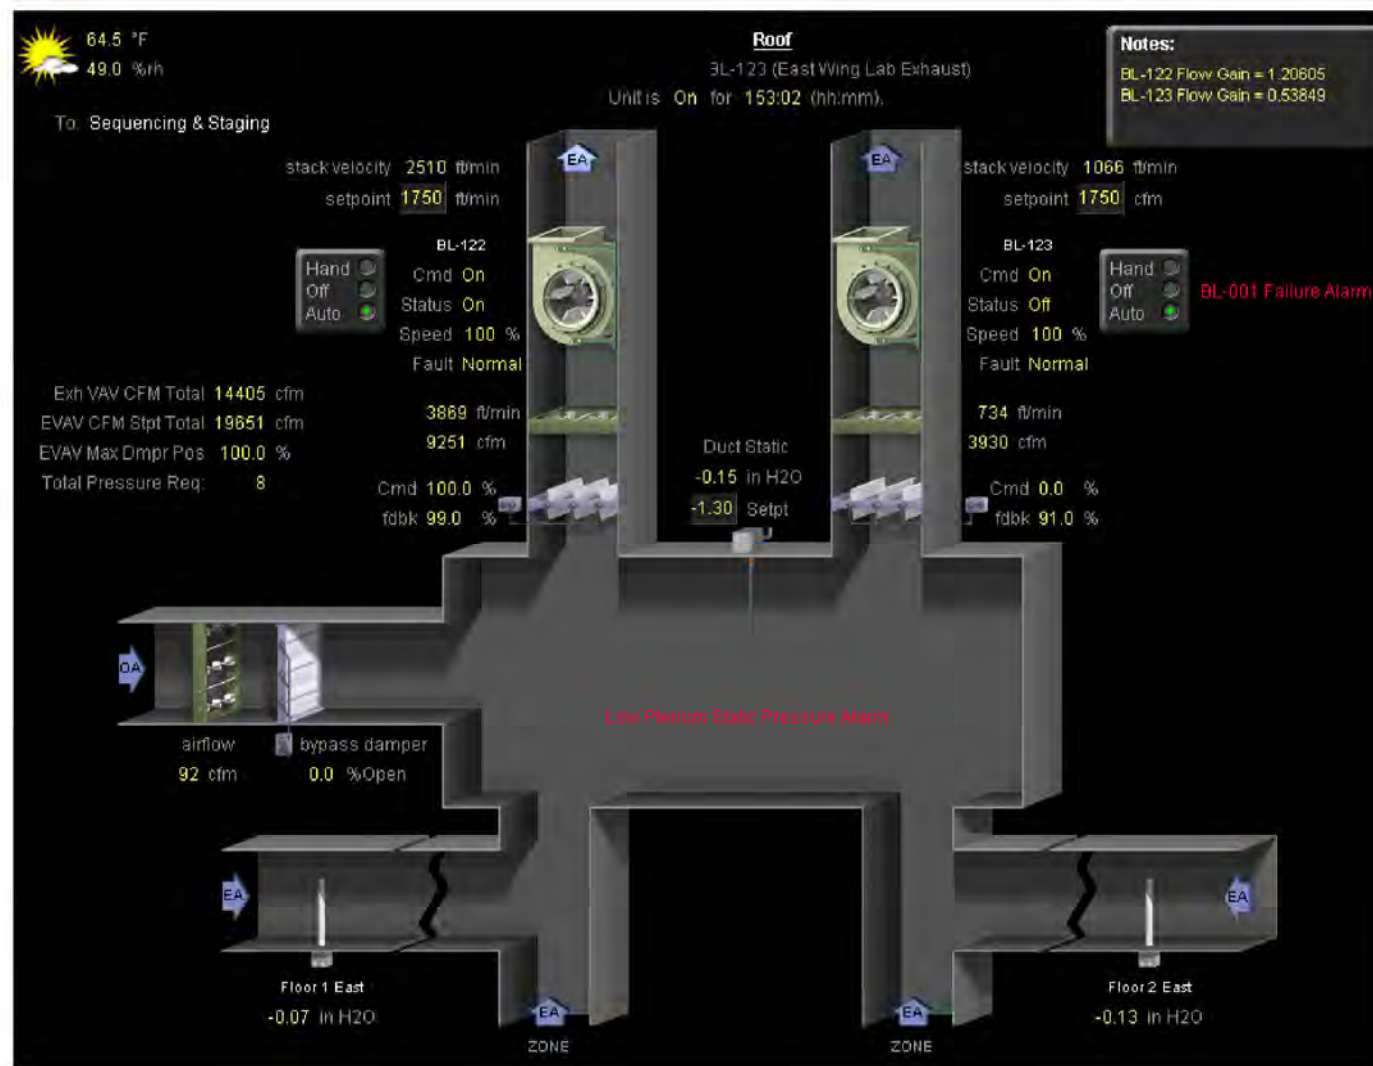 64.5 °F
49.0 %rh
To: Sequencing & Staging
Roof
BL-123 (East Wing Lab Exhaust)
Unit is On for 153:02 (hh:mm).
Notes:
BL-122 Flow Gain = 1.20605
BL-123 Flow Gain = 0.53849
stack velocity 2510 ft/min
setpoint 1750 ft/min
EA
EA
stack velocity 1066 ft/min
setpoint 1750 cfm
BL-122
Hand
Off
Auto
Cmd On
Status On
Speed 100 %
Fault Normal
BL-123
Cmd On
Status Off
Speed 100 %
Fault Normal
Hand
Off
Auto
BL-001 Failure Alarm
Exh VAV CFM Total 14405 cfm
EVAV CFM Stpt Total 19651 cfm
EVAV Max Dmpr Pos 100.0 %
Total Pressure Req: 8
3869 ft/min
9251 cfm
Cmd 100.0 %
fdbk 99.0 %
Duct Static
-0.15 in H2O
-1.30 Setpt
734 ft/min
3930 cfm
Cmd 0.0 %
fdbk 91.0 %
OA
airflow
92 cfm
bypass damper
0.0 %Open
Low Plenum Static Pressure Alarm
EA
EA
Floor 1 East
-0.07 in H2O
Floor 2 East
-0.13 in H2O
EA
EA
ZONE
ZONE